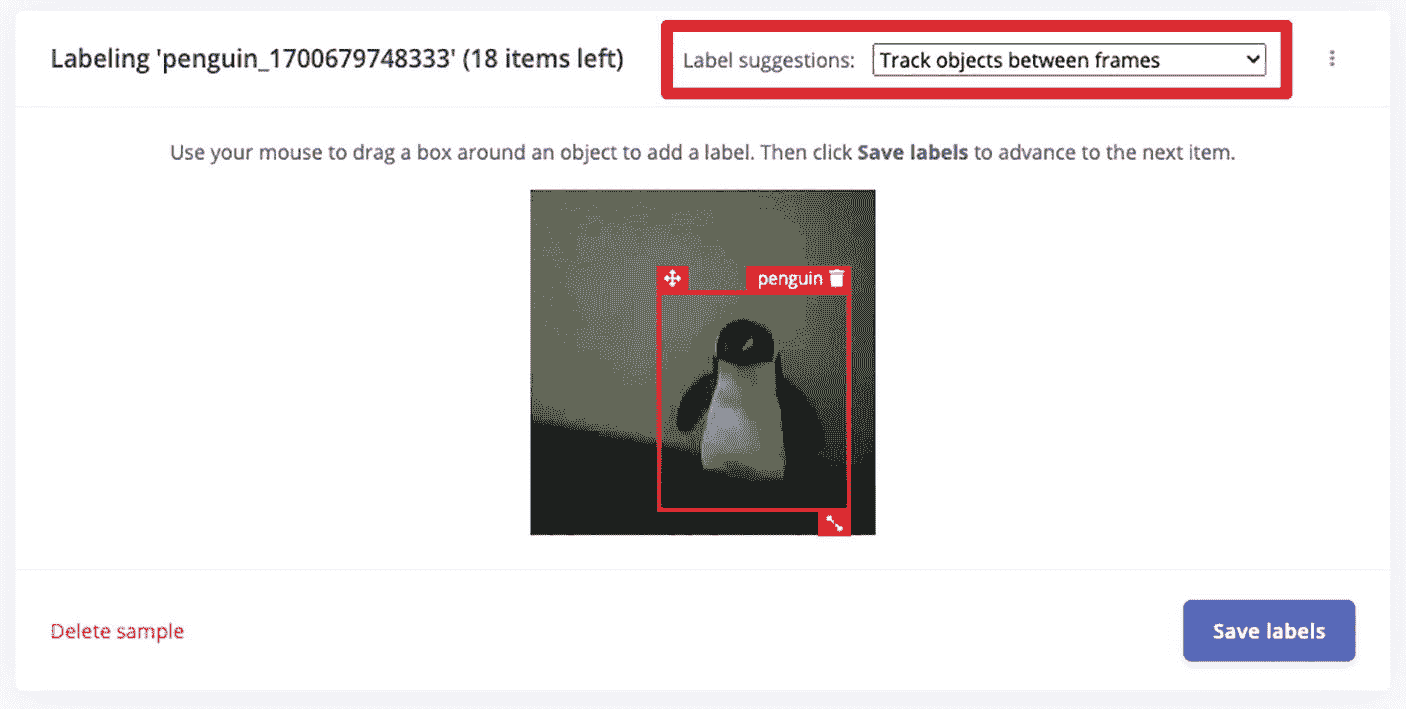 Labeling 'penguin_1700679748333' (18 items left)
Label suggestions: Track objects between frames
Use your mouse to drag a box around an object to add a label. Then click Save labels to advance to the next item.
penguin
Delete sample
Save labels